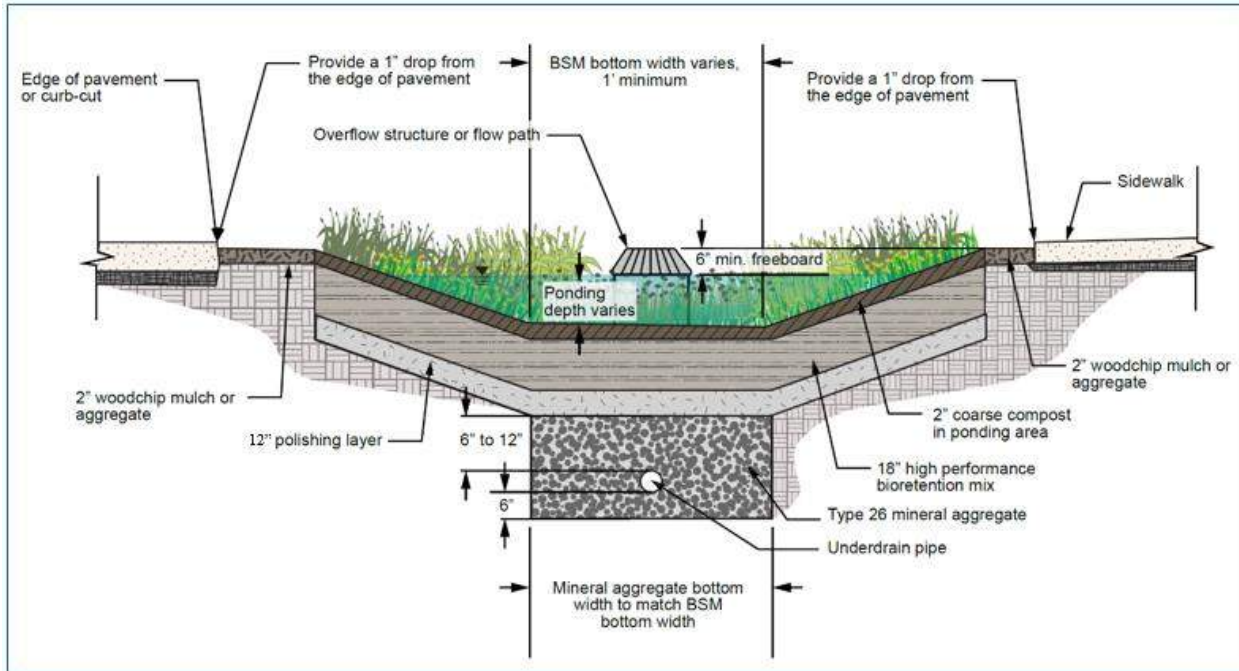 Edge of pavement
or curb-cut
Provide a 1" drop from
the edge of pavement
BSM bottom width varies,
1' minimum
Provide a 1" drop from
the edge of pavement
Overflow structure or flow path
Sidewalk
6" min. freeboard
Ponding
depth varies
2" woodchip mulch or
aggregate
2" woodchip mulch or
aggregate
12" polishing layer
6" to 12"
2" coarse compost
in ponding area
18" high performance
bioretention mix
6"
Type 26 mineral aggregate
Underdrain pipe
Mineral aggregate bottom
width to match BSM
bottom width